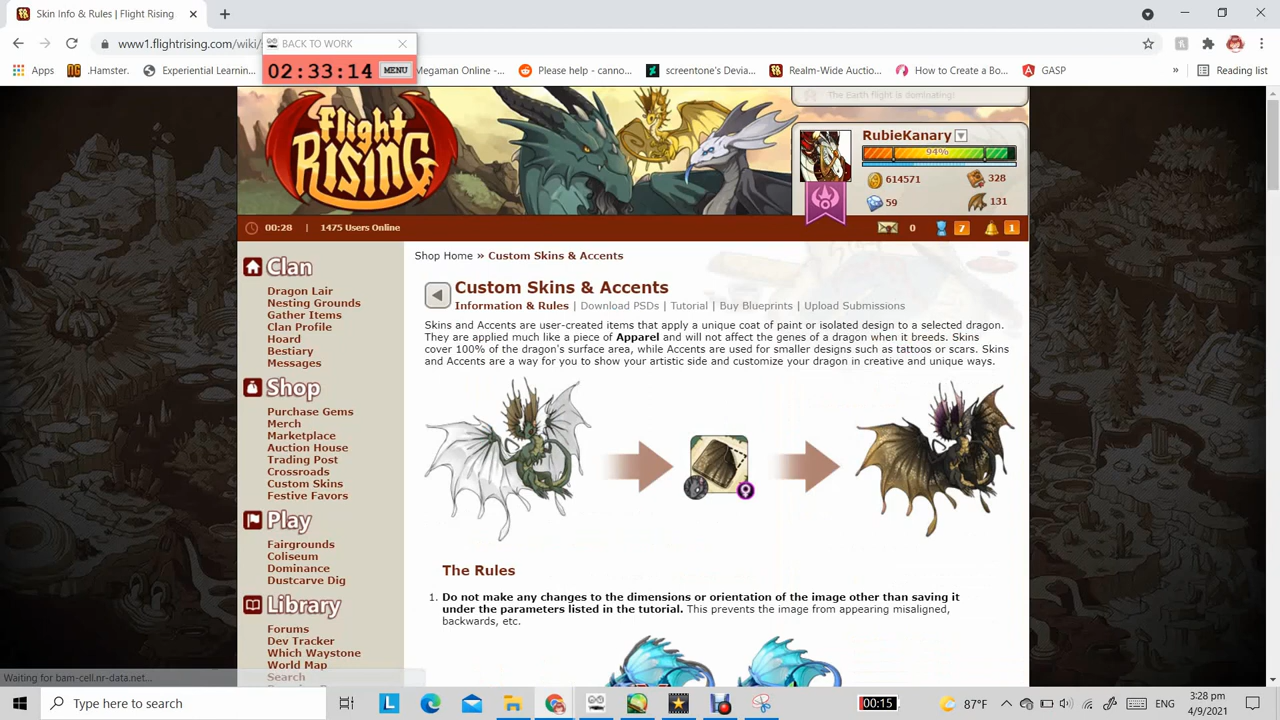 Skin Info & Rules | Flight Rising
www1.flightrising.com/wiki/
BACK TO WORK
02:33:14 MENU
Apps
.Hamster.
Experiential Learnin...
Megaman Online -...
Please help - canno...
screentone's Devia...
Realm-Wide Auctio...
How to Create a Bo...
GASP
»
Reading list
flight RISING
The Earth flight is dominating!
RubieKanary
94%
614571
328
59
131
00:28 | 1475 Users Online
0
7
1
Clan
Dragon Lair
Nesting Grounds
Gather Items
Clan Profile
Hoard
Bestiary
Messages
Shop
Purchase Gems
Merch
Marketplace
Auction House
Trading Post
Crossroads
Custom Skins
Festive Favors
Play
Fairgrounds
Coliseum
Dominance
Dustcarve Dig
Library
Forums
Dev Tracker
Which Waystone
World Map
Search
Shop Home » Custom Skins & Accents
Custom Skins & Accents
Information & Rules | Download PSDs | Tutorial | Buy Blueprints | Upload Submissions
Skins and Accents are user-created items that apply a unique coat of paint or isolated design to a selected dragon.
They are applied much like a piece of Apparel and will not affect the genes of a dragon when it breeds. Skins
cover 100% of the dragon's surface area, while Accents are used for smaller designs such as tattoos or scars. Skins
and Accents are a way for you to show your artistic side and customize your dragon in creative and unique ways.
The Rules
1. Do not make any changes to the dimensions or orientation of the image other than saving it
under the parameters listed in the tutorial. This prevents the image from appearing misaligned,
backwards, etc.
Waiting for bam-cell.nr-data.net...
Type here to search
L
00:15
87°F
3:28 pm
4/9/2021